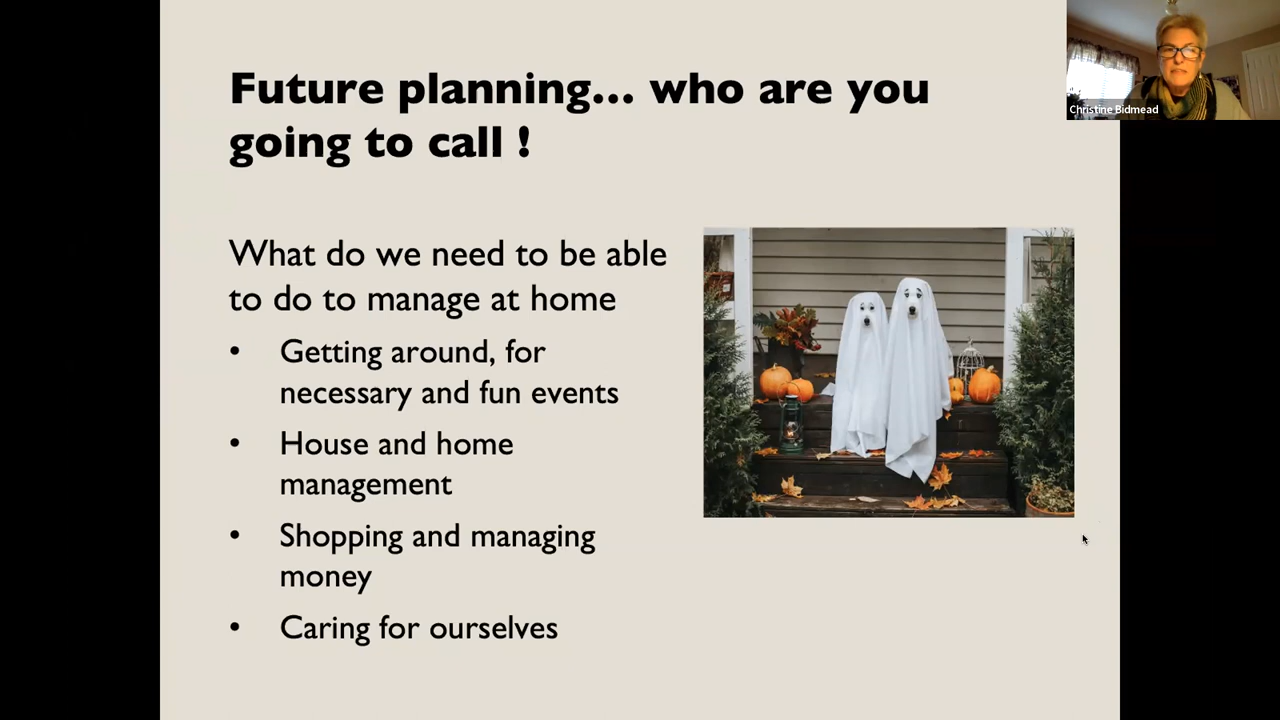 Future planning... who are you
going to call !
What do we need to be able
to do to manage at home
• Getting around, for
necessary and fun events
• House and home
management
• Shopping and managing
money
• Caring for ourselves
Christine Bidmead